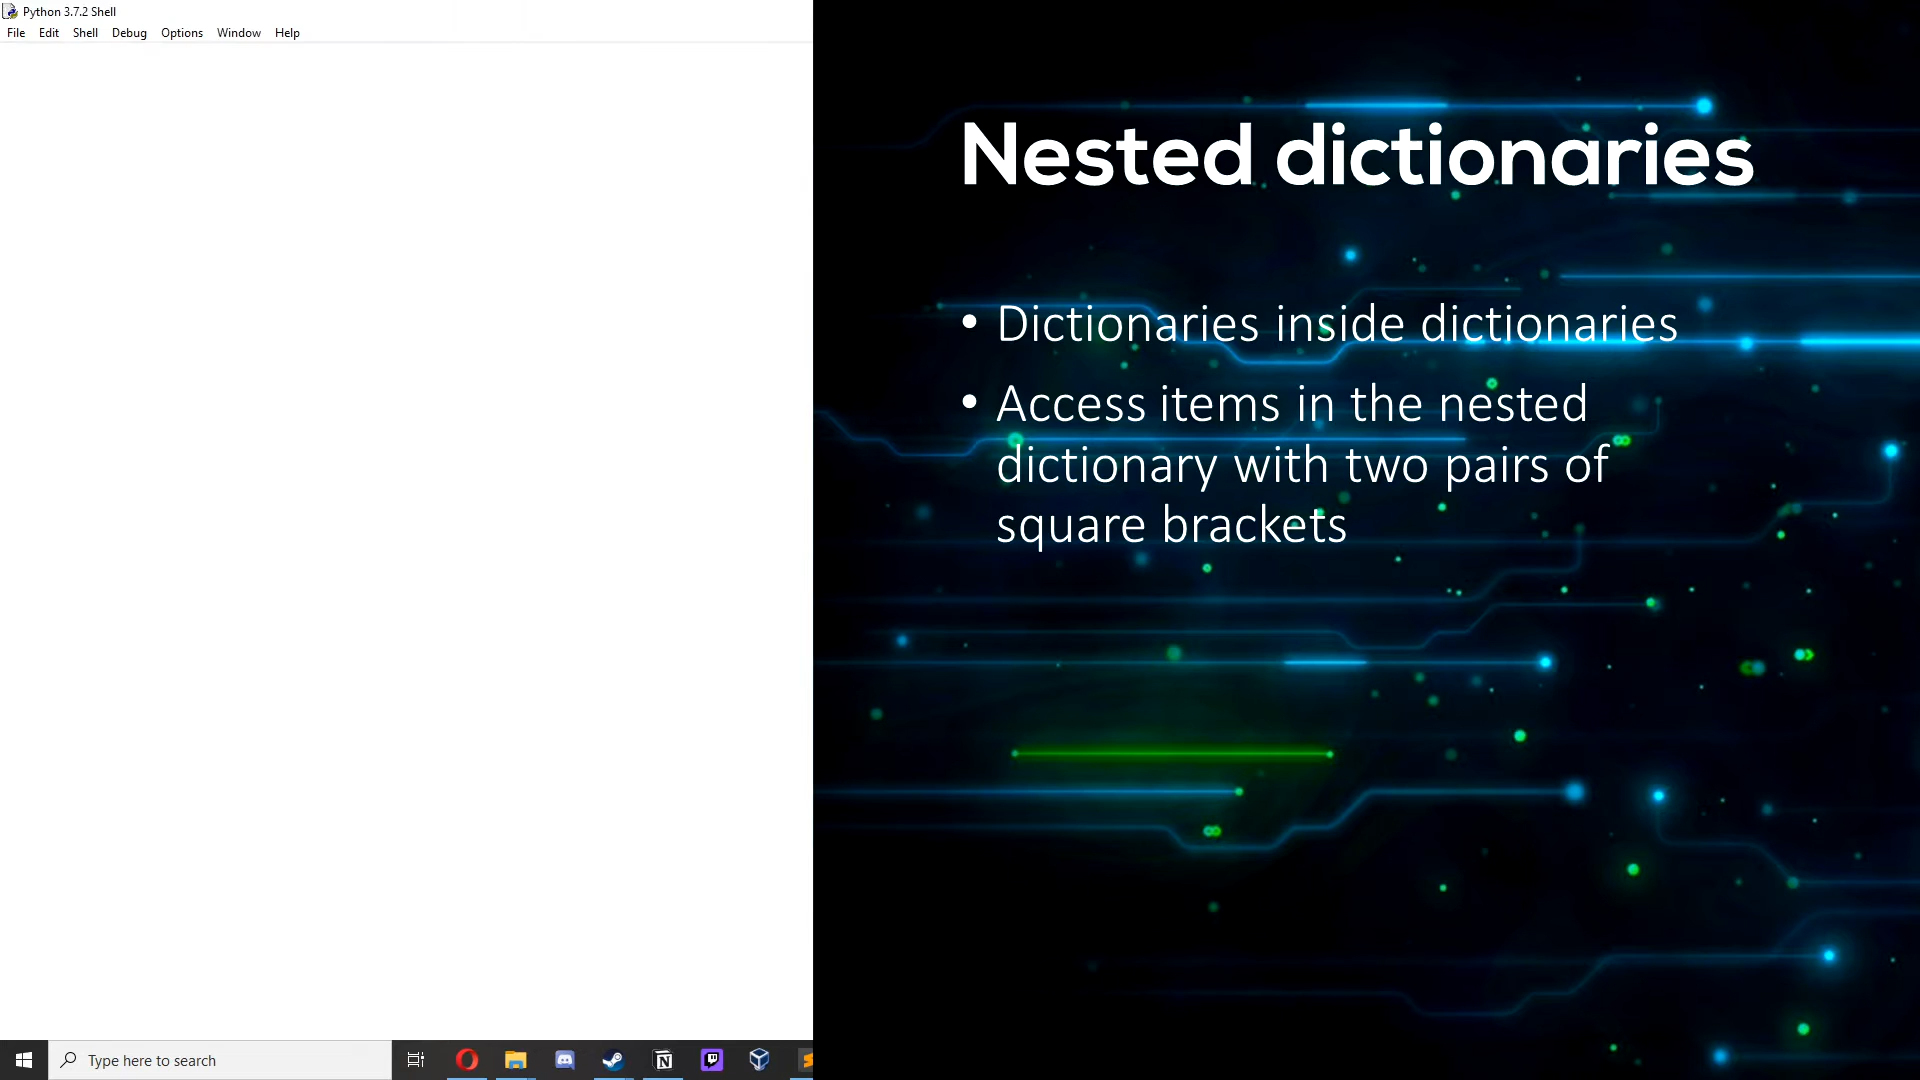 Python 3.7.2 Shell
File Edit Shell Debug Options Window Help
Nested dictionaries
• Dictionaries inside dictionaries
• Access items in the nested
dictionary with two pairs of
square brackets
Type here to search